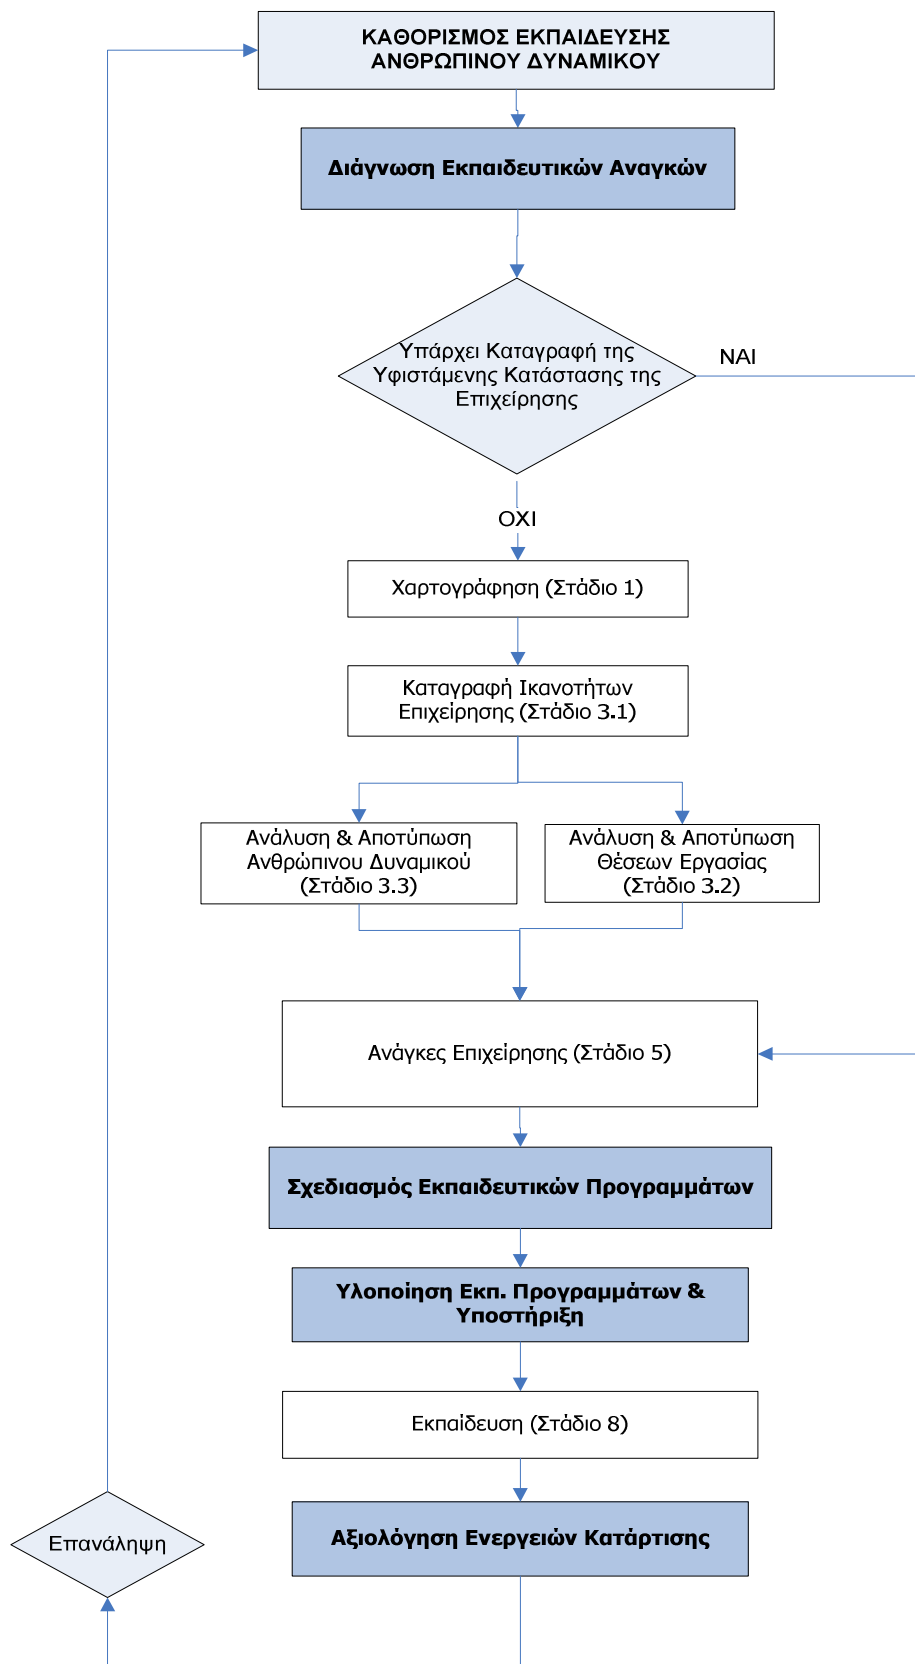 ΚΑΘΟΡΙΣΜΟΣ ΕΚΠΑΙΔΕΥΣΗΣ
ΑΝΘΡΩΠΙΝΟΥ ΔΥΝΑΜΙΚΟΥ
Διάγνωση Εκπαιδευτικών Αναγκών
Υπάρχει Καταγραφή της
Υφιστάμενης Κατάστασης της
Επιχείρησης
ΝΑΙ
ΟΧΙ
Χαρτογράφηση (Στάδιο 1)
Καταγραφή Ικανοτήτων
Επιχείρησης (Στάδιο 3.1)
Ανάλυση & Αποτύπωση
Ανθρώπινου Δυναμικού
(Στάδιο 3.3)
Ανάλυση & Αποτύπωση
Θέσεων Εργασίας
(Στάδιο 3.2)
Ανάγκες Επιχείρησης (Στάδιο 5)
Σχεδιασμός Εκπαιδευτικών Προγραμμάτων
Υλοποίηση Εκπ. Προγραμμάτων &
Υποστήριξη
Εκπαίδευση (Στάδιο 8)
Αξιολόγηση Ενεργειών Κατάρτισης
Επανάληψη